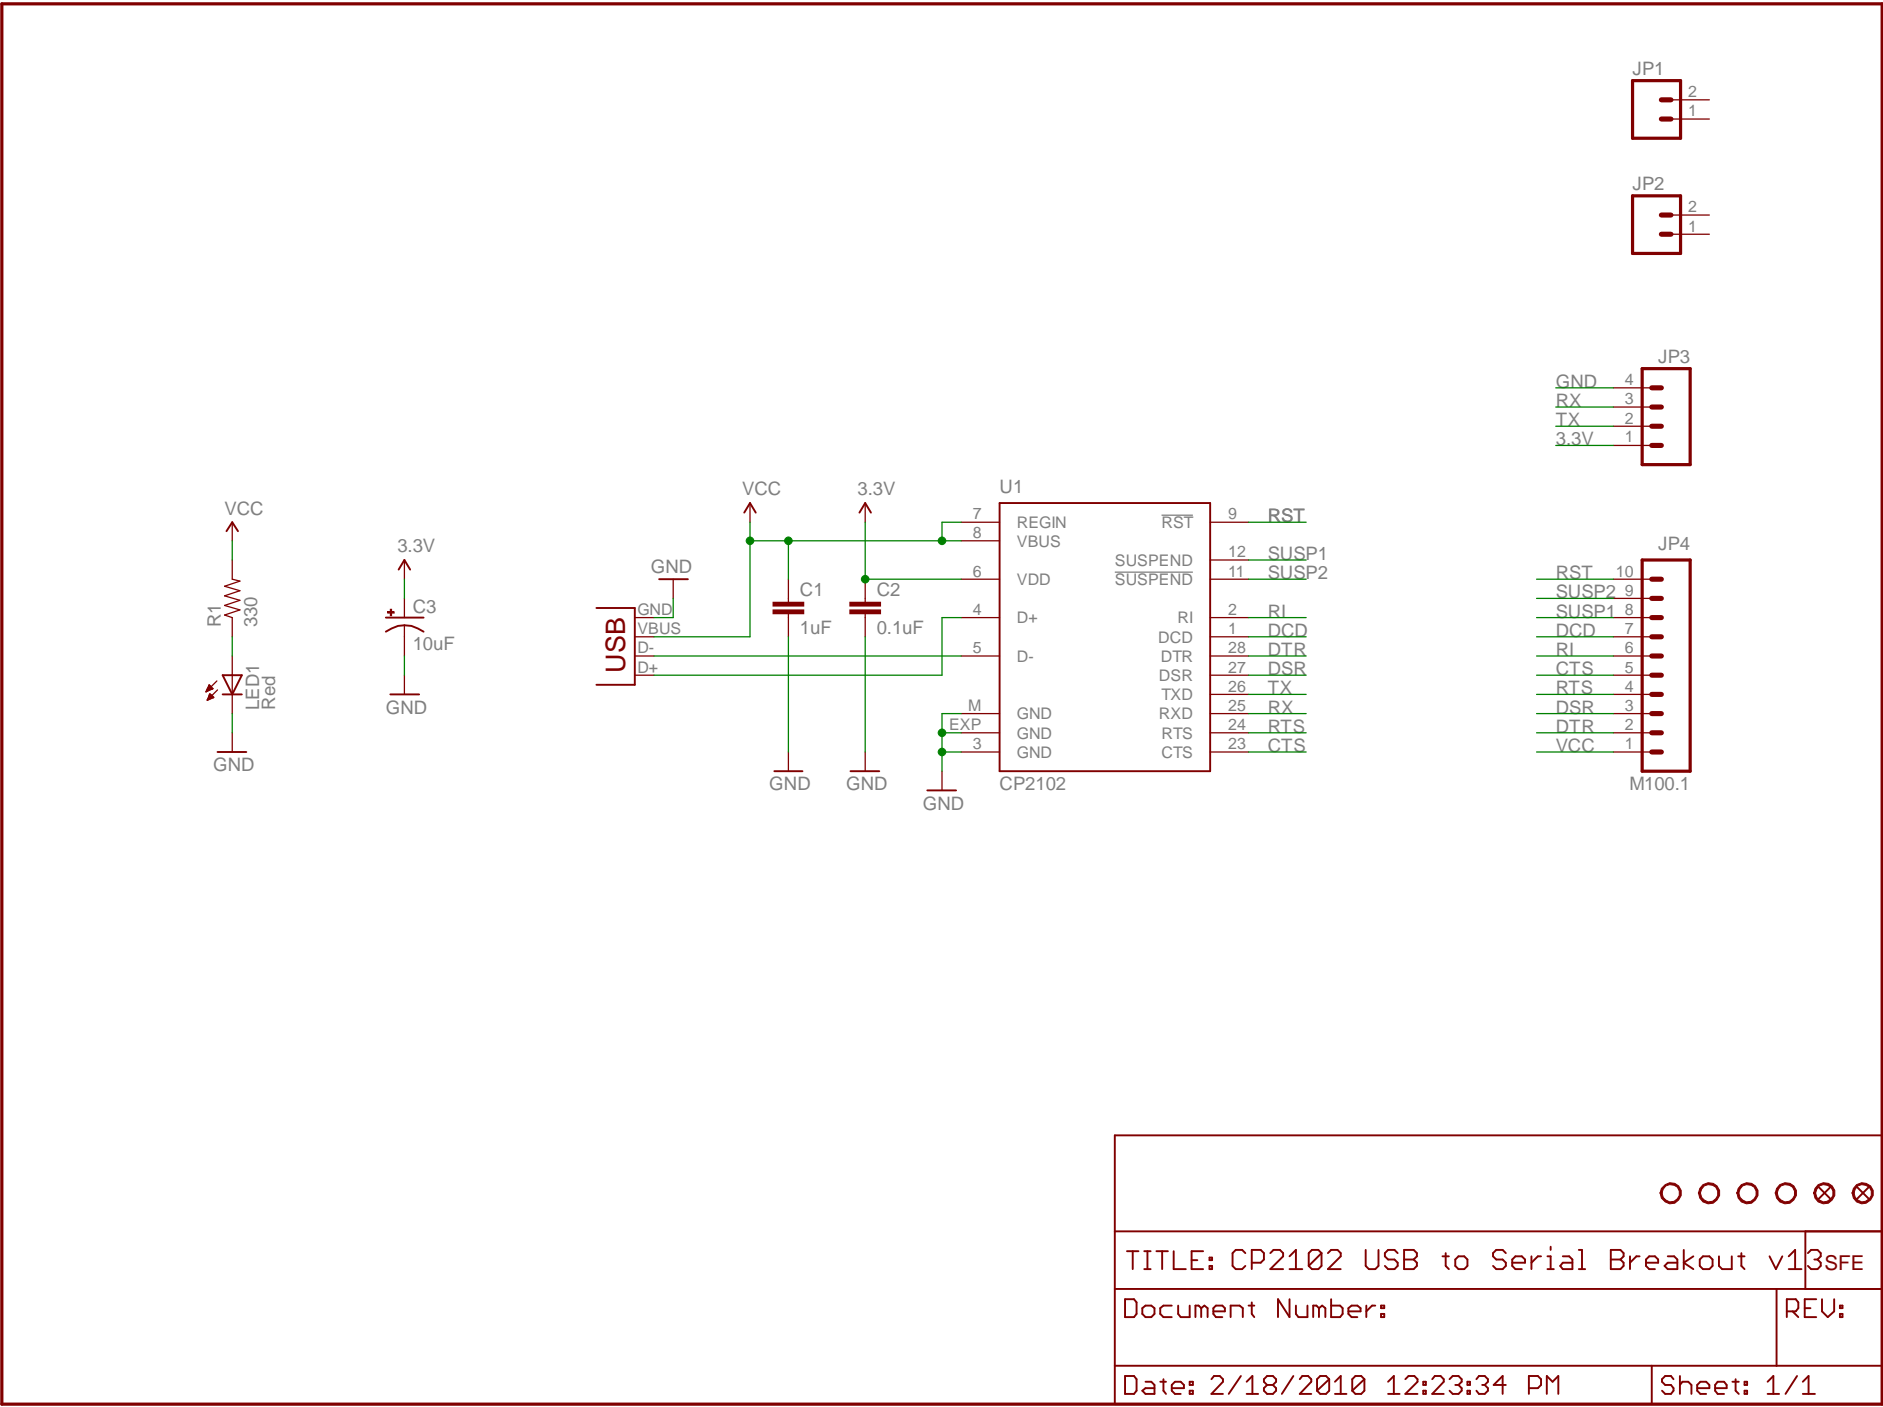 JP1
2
1
JP2
2
1
JP3
GND 4
RX 3
TX 2
3.3V 1
VCC
R1
330
LED1
Red
GND
3.3V
C3
10uF
GND
USB
GND
GND
VBUS
D-
D+
VCC
C1
1uF
GND
3.3V
C2
0.1uF
GND
U1
7 REGIN RST 9 RST
8 VBUS
SUSPEND 12 SUSP1
6 VDD SUSPEND 11 SUSP2
4 D+ RI 2 RI
DCD 1 DCD
5 D- DTR 28 DTR
DSR 27 DSR
TXD 26 TX
M GND RXD 25 RX
EXP GND RTS 24 RTS
3 GND CTS 23 CTS
CP2102
GND
JP4
RST 10
SUSP2 9
SUSP1 8
DCD 7
RI 6
CTS 5
RTS 4
DSR 3
DTR 2
VCC 1
M100.1
TITLE: CP2102 USB to Serial Breakout v13 SFE
Document Number: REV:
Date: 2/18/2010 12:23:34 PM Sheet: 1/1